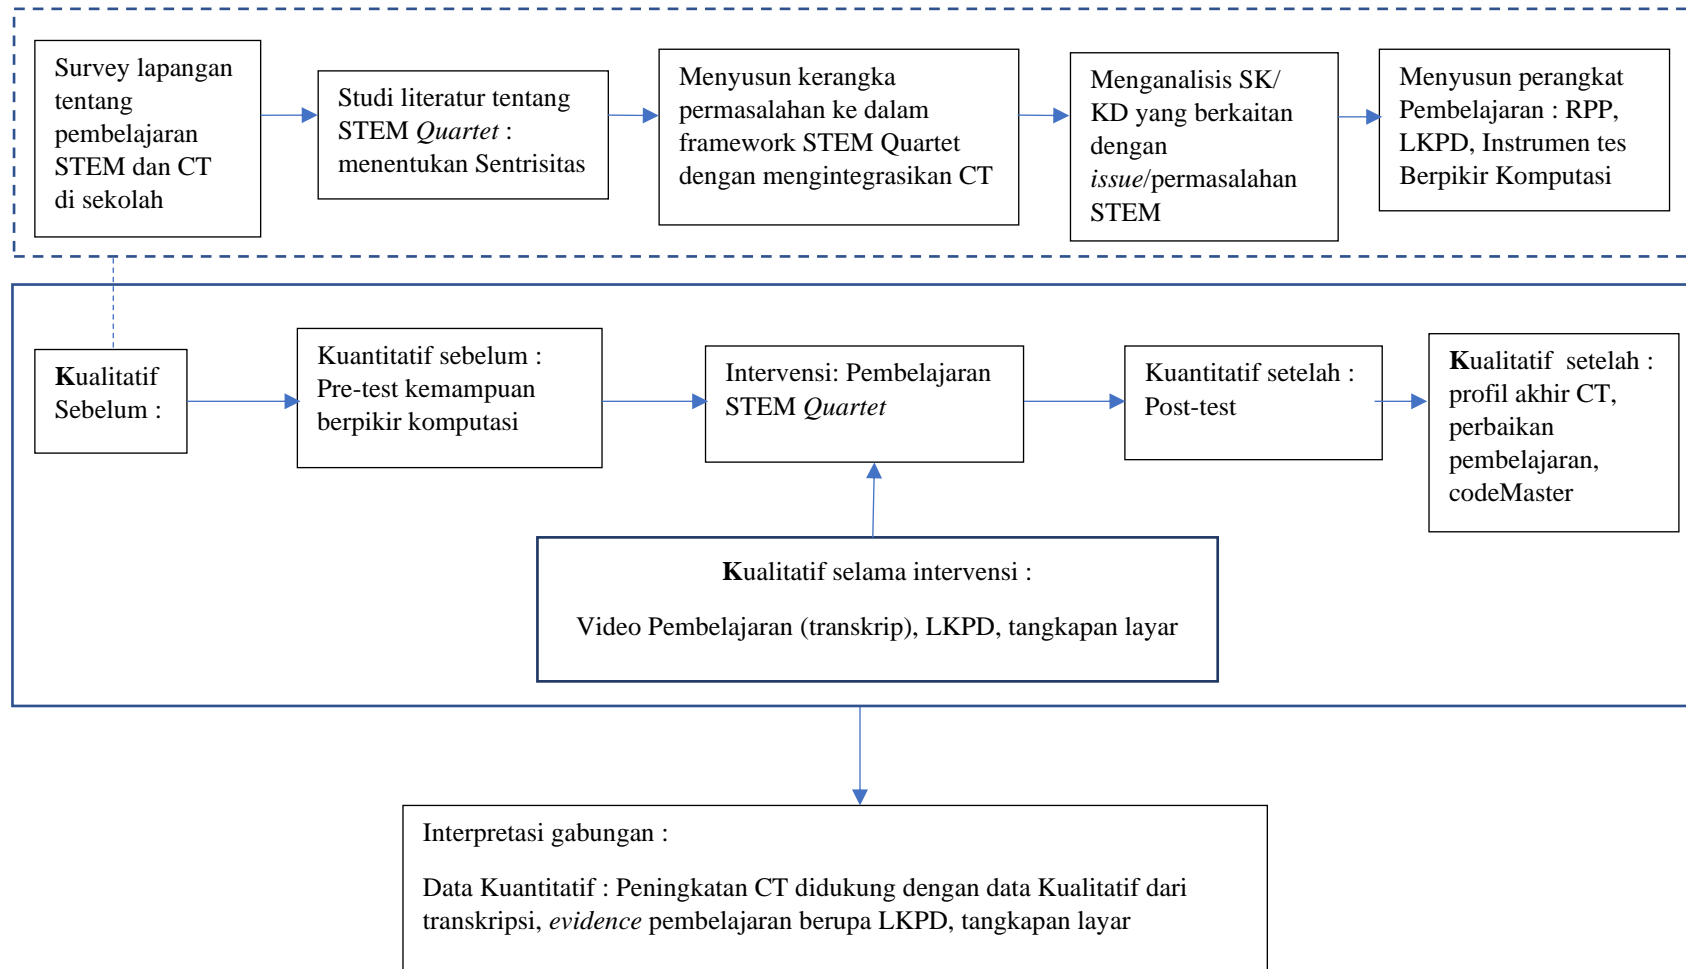 Survey lapangan
tentang
pembelajaran
STEM dan CT
di sekolah
Studi literatur tentang
STEM Quartet :
menentukan Sentrisitas
Menyusun kerangka
permasalahan ke dalam
framework STEM Quartet
dengan mengintegrasikan CT
Menganalisis SK/
KD yang berkaitan
dengan
issue/permasalahan
STEM
Menyusun perangkat
Pembelajaran : RPP,
LKPD, Instrumen tes
Berpikir Komputasi
Kualitatif
Sebelum :
Kuantitatif sebelum :
Pre-test kemampuan
berpikir komputasi
Intervensi: Pembelajaran
STEM Quartet
Kuantitatif setelah :
Post-test
Kualitatif setelah :
profil akhir CT,
perbaikan
pembelajaran,
codeMaster
Kualitatif selama intervensi :
Video Pembelajaran (transkrip), LKPD, tangkapan layar
Interpretasi gabungan :
Data Kuantitatif : Peningkatan CT didukung dengan data Kualitatif dari
transkripsi, evidence pembelajaran berupa LKPD, tangkapan layar